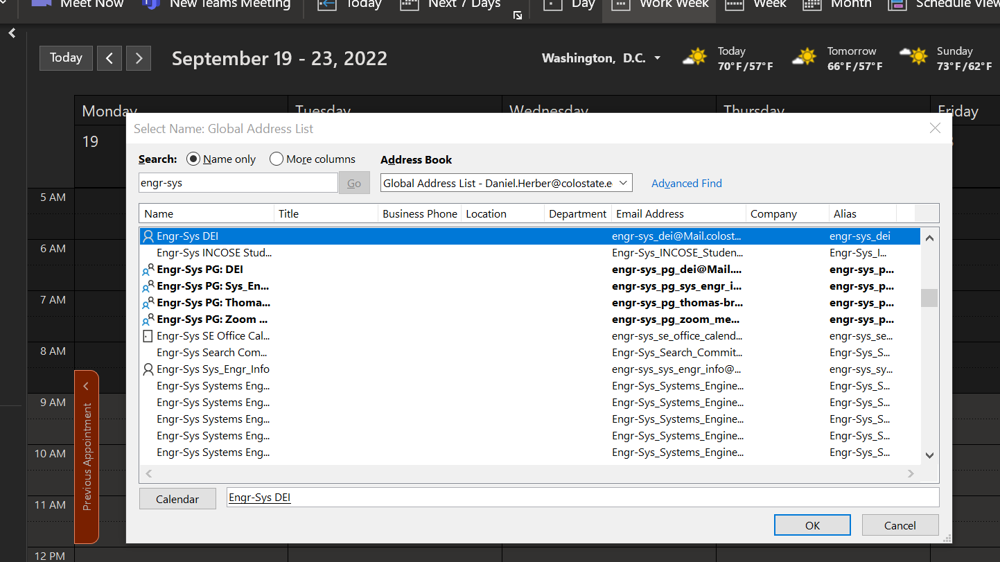 Meet Now New Teams Meeting Today Next 7 Days Day Work Week Week Month Schedule View
Today September 19 - 23, 2022 Washington, D.C. Today Tomorrow Sunday
70°F/57°F 66°F/57°F 73°F/62°F
Monday Tuesday Wednesday Thursday Friday
19
Select Name: Global Address List
Search: Name only More columns Address Book
engr-sys Go Global Address List - Daniel.Herber@colostate.e Advanced Find
Name Title Business Phone Location Department Email Address Company Alias
Engr-Sys DEI engr-sys_dei@Mail.colost... engr-sys_dei
Engr-Sys INCOSE Stud... Engr-Sys_INCOSE_Studen... Engr-Sys_I...
Engr-Sys PG: DEI engr-sys_pg_dei@Mail.... engr-sys_p...
Engr-Sys PG: Sys_En... engr-sys_pg_sys_engr_i... engr-sys_p...
Engr-Sys PG: Thoma... engr-sys_pg_thomas-br... engr-sys_p...
Engr-Sys PG: Zoom ... engr-sys_pg_zoom_me... engr-sys_p...
Engr-Sys SE Office Cal... engr-sys_se_office_calend... engr-sys_se...
Engr-Sys Search Com... Engr-Sys_Search_Commit... Engr-Sys_S...
Engr-Sys Sys_Engr_Info engr-sys_sys_engr_info@... engr-sys_sy...
Engr-Sys Systems Eng... Engr-Sys_Systems_Engine... Engr-Sys_S...
Engr-Sys Systems Eng... Engr-Sys_Systems_Engine... Engr-Sys_S...
Engr-Sys Systems Eng... Engr-Sys_Systems_Engine... Engr-Sys_S...
Engr-Sys Systems Eng... Engr-Sys_Systems_Engine... Engr-Sys_S...
Engr-Sys Systems Eng... Engr-Sys_Systems_Engine... Engr-Sys_S...
Calendar Engr-Sys DEI
OK Cancel
5 AM
6 AM
7 AM
8 AM
9 AM
10 AM
11 AM
12 PM
Previous Appointment